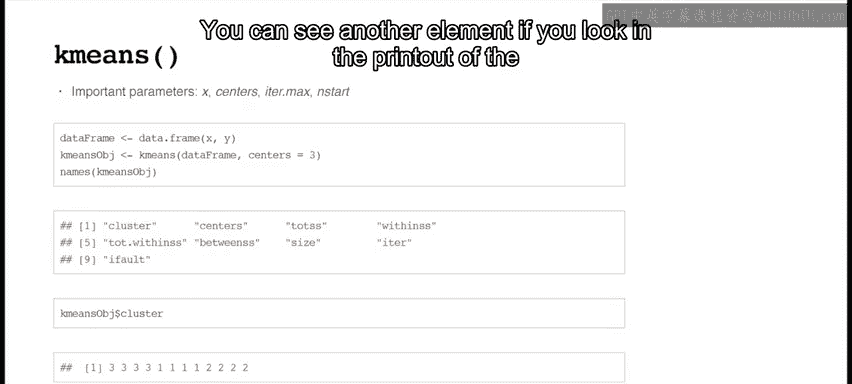 You can see another element if you look in
the printout of the
kmeans()
· Important parameters: x, centers, iter.max, nstart
dataFrame <- data.frame(x, y)
kmeansObj <- kmeans(dataFrame, centers = 3)
names(kmeansObj)
## [1] "cluster" "centers" "totss" "withinss"
## [5] "tot.withinss" "betweenss" "size" "iter"
## [9] "ifault"
kmeansObj$cluster
## [1] 3 3 3 3 1 1 1 1 2 2 2 2